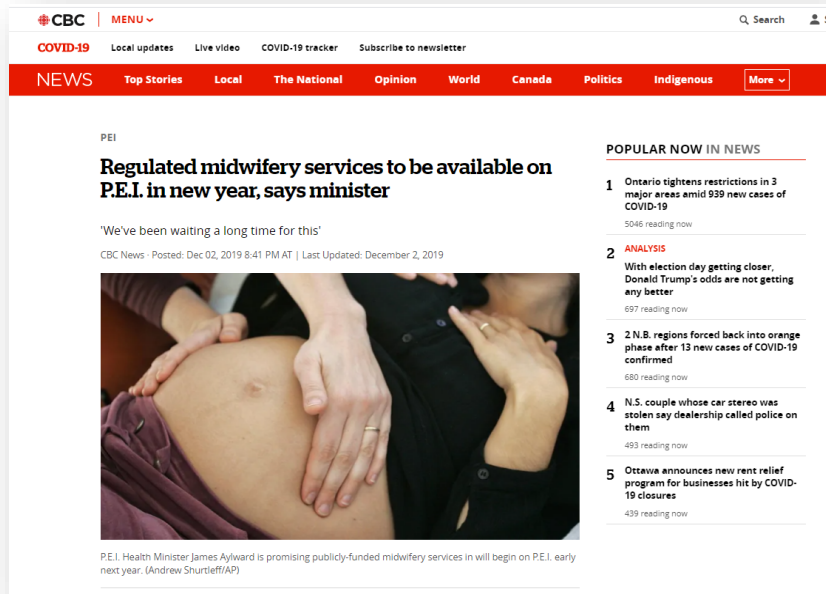 CBC MENU Search
COVID-19 Local updates Live video COVID-19 tracker Subscribe to newsletter
NEWS Top Stories Local The National Opinion World Canada Politics Indigenous More
PEI
Regulated midwifery services to be available on
P.E.I. in new year, says minister
'We've been waiting a long time for this'
CBC News · Posted: Dec 02, 2019 8:41 PM AT | Last Updated: December 2, 2019
P.E.I. Health Minister James Aylward is promising publicly-funded midwifery services in will begin on P.E.I. early
next year. (Andrew Shurtleff/AP)
POPULAR NOW IN NEWS
1 Ontario tightens restrictions in 3
major areas amid 939 new cases of
COVID-19
5046 reading now
2 ANALYSIS
With election day getting closer,
Donald Trump's odds are not getting
any better
697 reading now
3 2 N.B. regions forced back into orange
phase after 13 new cases of COVID-19
confirmed
680 reading now
4 N.S. couple whose car stereo was
stolen say dealership called police on
them
493 reading now
5 Ottawa announces new rent relief
program for businesses hit by COVID-
19 closures
439 reading now